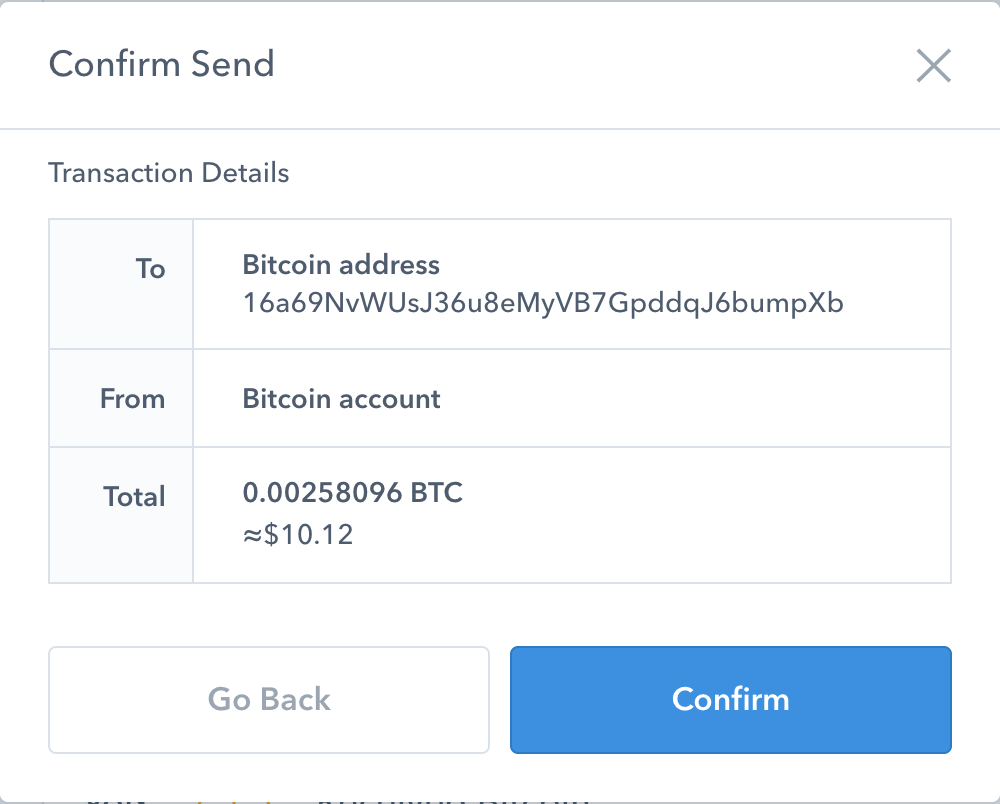 Confirm Send
Transaction Details
To
Bitcoin address
16a69NvWUsJ36u8eMyVB7GpddqJ6bumpXb
From
Bitcoin account
Total
0.00258096 BTC
≈$10.12
Go Back
Confirm